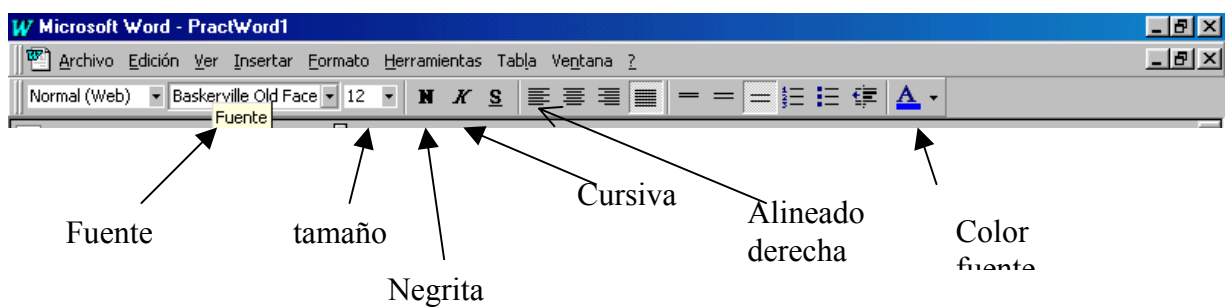 Microsoft Word - PractWord1
Archivo Edición Ver Insertar Formato Herramientas Tabla Ventana ?
Normal (Web) Baskerville Old Face 12 N K S A
Fuente
Cursiva
Alineado
derecha
Fuente tamaño Color
fuente
Negrita